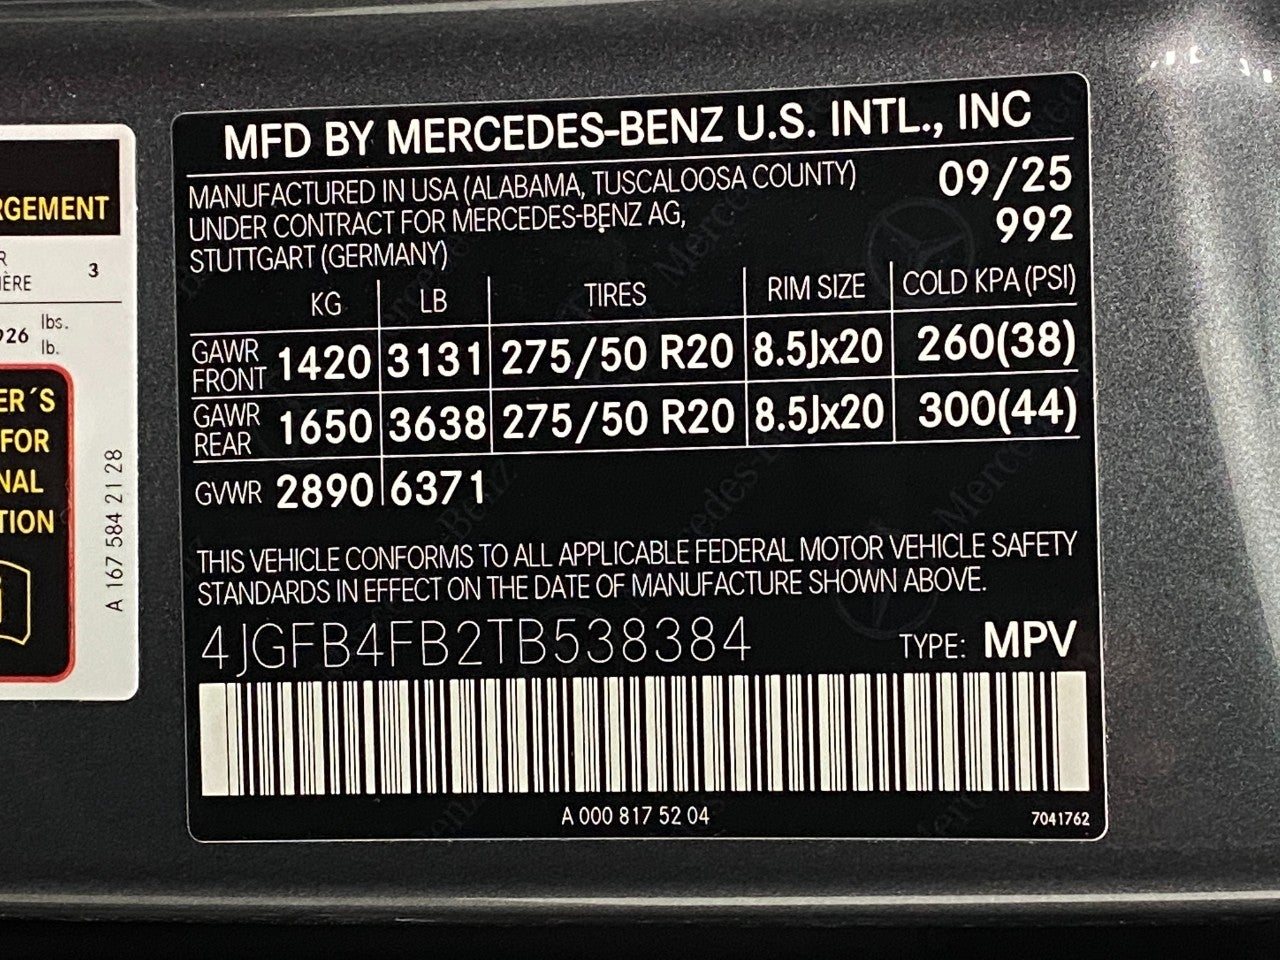 RGEMENT
3
926 lbs.
lb.
ER´S
FOR
NAL
TION
A 167 584 21 28
MFD BY MERCEDES-BENZ U.S. INTL., INC
MANUFACTURED IN USA (ALABAMA, TUSCALOOSA COUNTY)
UNDER CONTRACT FOR MERCEDES-BENZ AG,
STUTTGART (GERMANY)
09/25
992
KG LB TIRES RIM SIZE COLD KPA (PSI)
GAWR FRONT 1420 3131 275/50 R20 8.5Jx20 260(38)
GAWR REAR 1650 3638 275/50 R20 8.5Jx20 300(44)
GVWR 2890 6371
THIS VEHICLE CONFORMS TO ALL APPLICABLE FEDERAL MOTOR VEHICLE SAFETY
STANDARDS IN EFFECT ON THE DATE OF MANUFACTURE SHOWN ABOVE.
4JGFB4FB2TB538384 TYPE: MPV
A 000 817 52 04 7041762